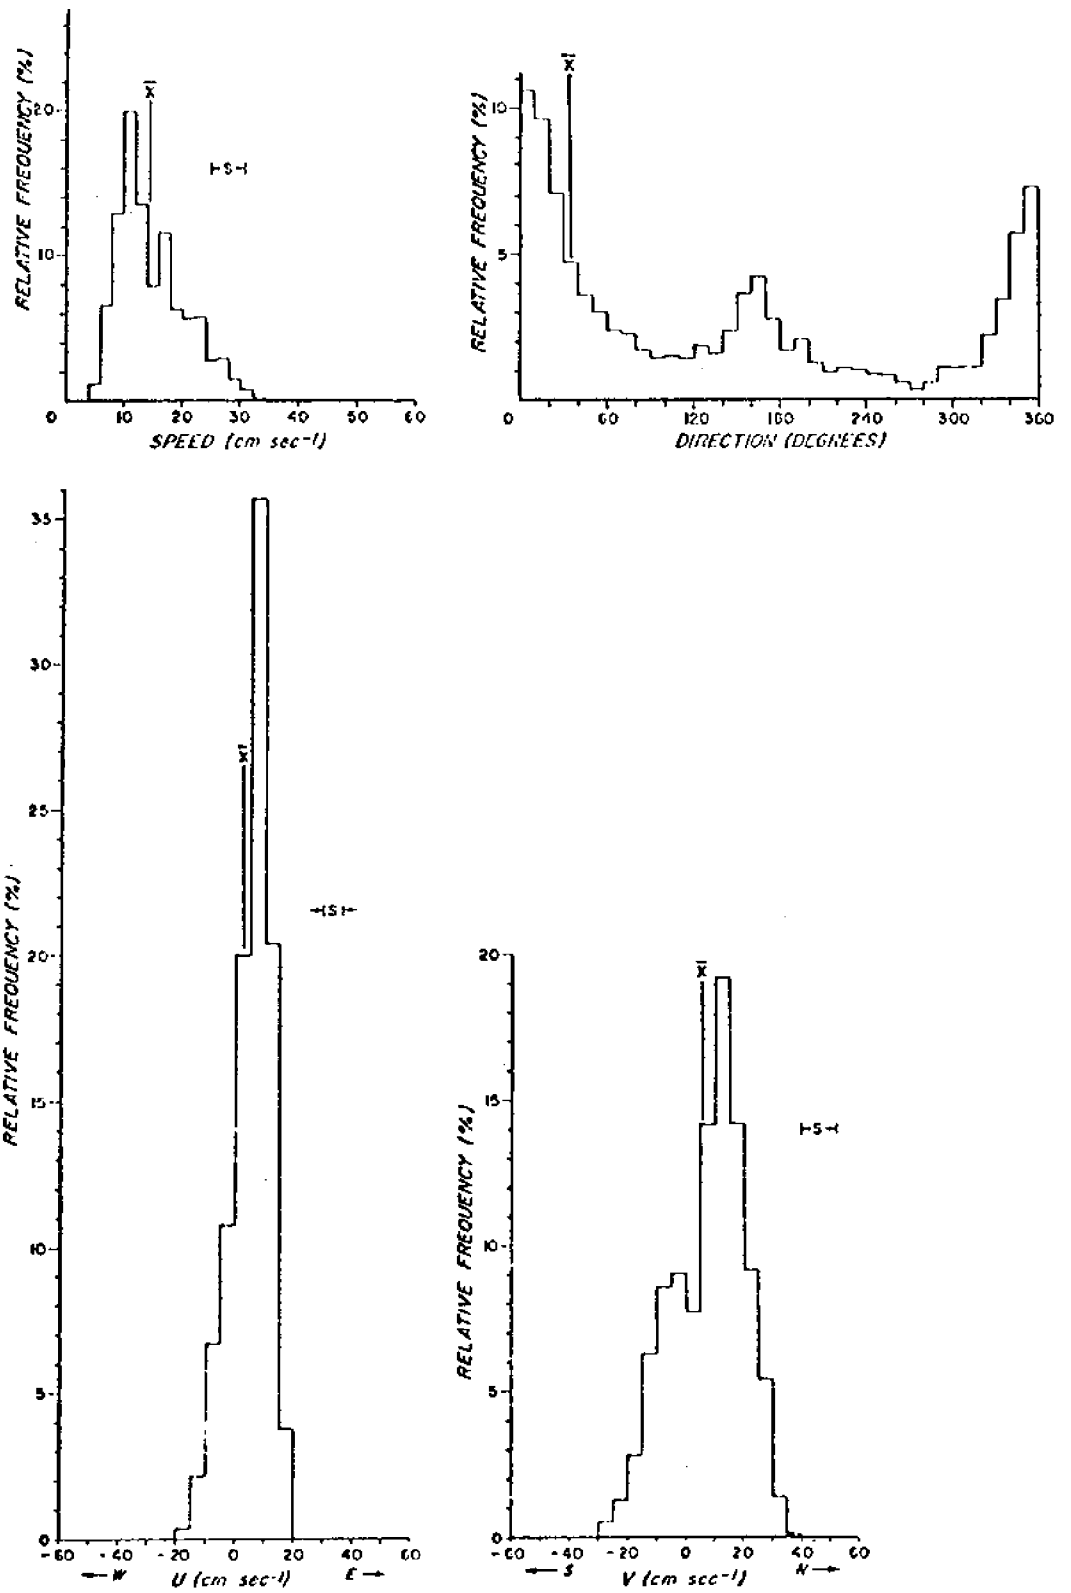 RELATIVE FREQUENCY (%)
20
10
x̄
S
0 10 20 30 40 50 60
SPEED (cm sec⁻¹)
RELATIVE FREQUENCY (%)
10
5
x̄
0 60 120 180 240 300 360
DIRECTION (DEGREES)
RELATIVE FREQUENCY (%)
35
30
25
20
15
10
5
0
x̄
S
-60 -40 -20 0 20 40 60
W U (cm sec⁻¹) E
RELATIVE FREQUENCY (%)
20
15
10
5
0
x̄
S
-60 -40 -20 0 20 40 60
S V (cm sec⁻¹) N